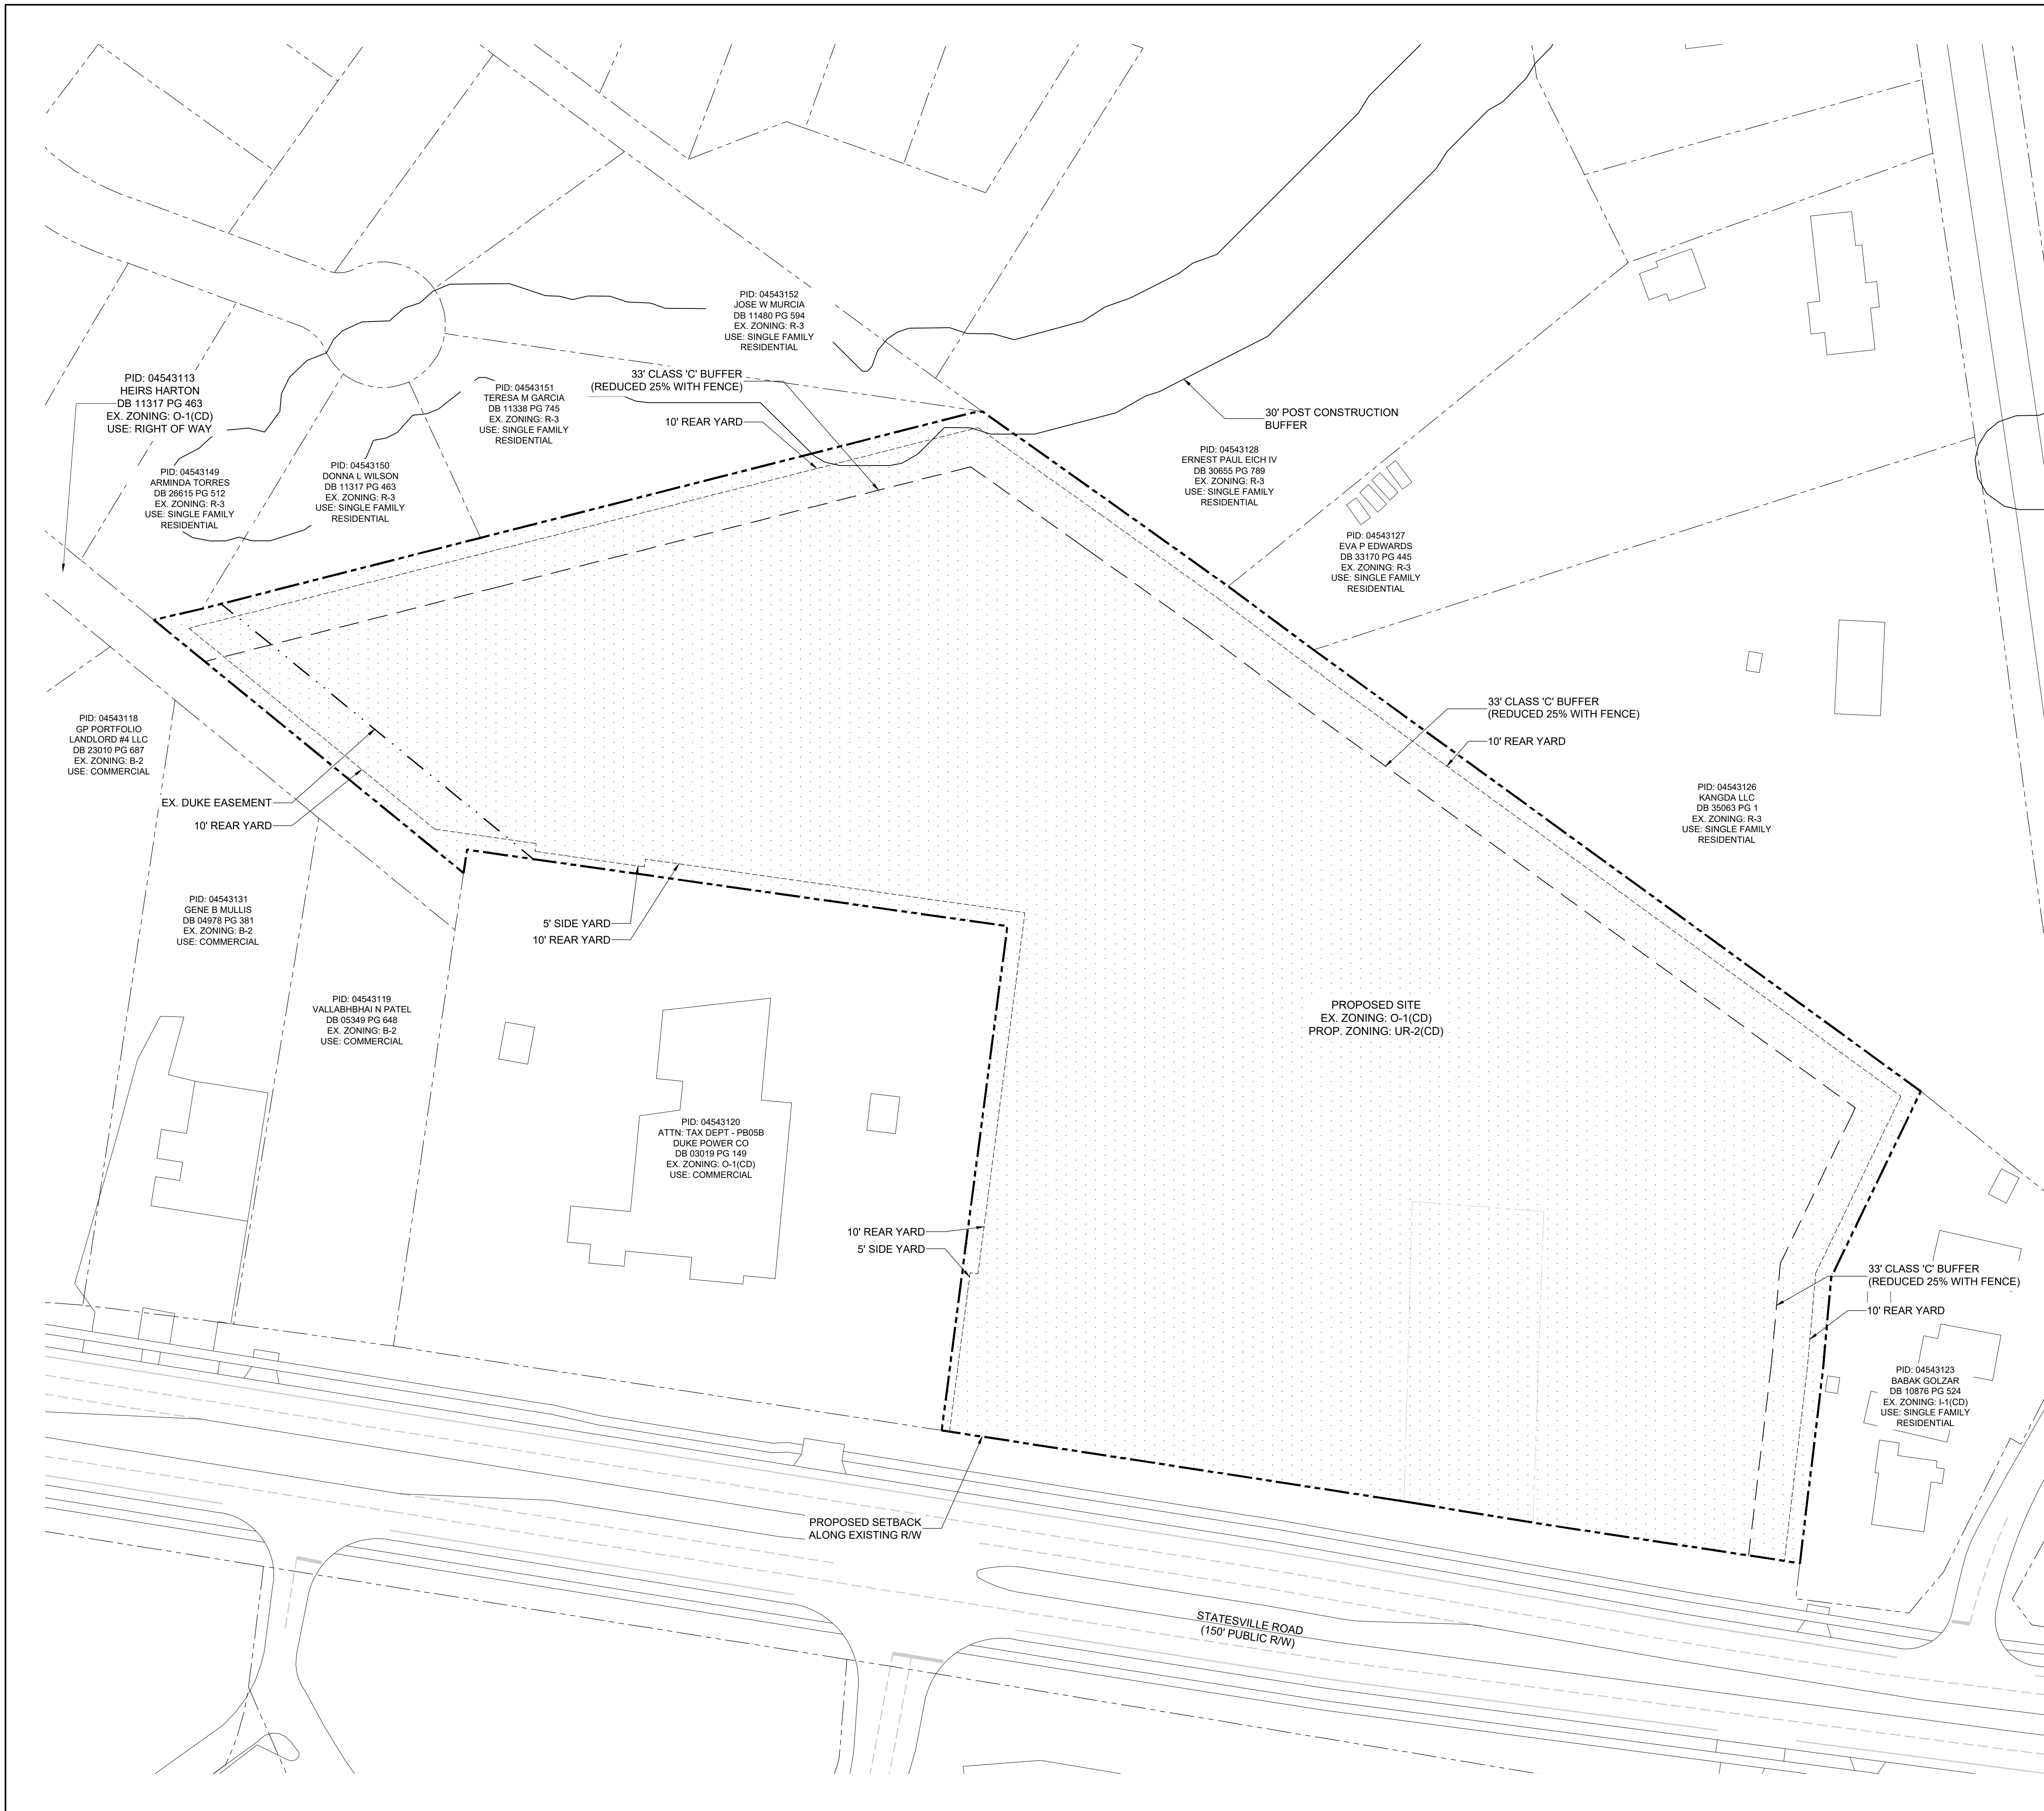 PID: 04543152
JOSE W MURCIA
DB 11480 PG 594
EX. ZONING: R-3
USE: SINGLE FAMILY
RESIDENTIAL
PID: 04543113
HEIRS HARTON
DB 11317 PG 463
EX. ZONING: O-1(CD)
USE: RIGHT OF WAY
PID: 04543151
TERESA M GARCIA
DB 11338 PG 745
EX. ZONING: R-3
USE: SINGLE FAMILY
RESIDENTIAL
33' CLASS 'C' BUFFER
(REDUCED 25% WITH FENCE)
10' REAR YARD
30' POST CONSTRUCTION
BUFFER
PID: 04543149
ARMINDA TORRES
DB 26615 PG 512
EX. ZONING: R-3
USE: SINGLE FAMILY
RESIDENTIAL
PID: 04543150
DONNA L WILSON
DB 11317 PG 463
EX. ZONING: R-3
USE: SINGLE FAMILY
RESIDENTIAL
PID: 04543128
ERNEST PAUL EICH IV
DB 30655 PG 789
EX. ZONING: R-3
USE: SINGLE FAMILY
RESIDENTIAL
PID: 04543127
EVA P EDWARDS
DB 33170 PG 445
EX. ZONING: R-3
USE: SINGLE FAMILY
RESIDENTIAL
PID: 04543118
GP PORTFOLIO
LANDLORD #4 LLC
DB 23010 PG 687
EX. ZONING: B-2
USE: COMMERCIAL
33' CLASS 'C' BUFFER
(REDUCED 25% WITH FENCE)
10' REAR YARD
EX. DUKE EASEMENT
10' REAR YARD
PID: 04543126
KANGDA LLC
DB 35063 PG 1
EX. ZONING: R-3
USE: SINGLE FAMILY
RESIDENTIAL
PID: 04543131
GENE B MULLIS
DB 04978 PG 381
EX. ZONING: B-2
USE: COMMERCIAL
5' SIDE YARD
10' REAR YARD
PID: 04543119
VALLABHBHAI N PATEL
DB 05349 PG 648
EX. ZONING: B-2
USE: COMMERCIAL
PROPOSED SITE
EX. ZONING: O-1(CD)
PROP. ZONING: UR-2(CD)
PID: 04543120
ATTN: TAX DEPT - PB05B
DUKE POWER CO
DB 03019 PG 149
EX. ZONING: O-1(CD)
USE: COMMERCIAL
10' REAR YARD
5' SIDE YARD
33' CLASS 'C' BUFFER
(REDUCED 25% WITH FENCE)
10' REAR YARD
PID: 04543123
BABAK GOLZAR
DB 10876 PG 524
EX. ZONING: I-1(CD)
USE: SINGLE FAMILY
RESIDENTIAL
PROPOSED SETBACK
ALONG EXISTING R/W
STATESVILLE ROAD
(150' PUBLIC R/W)